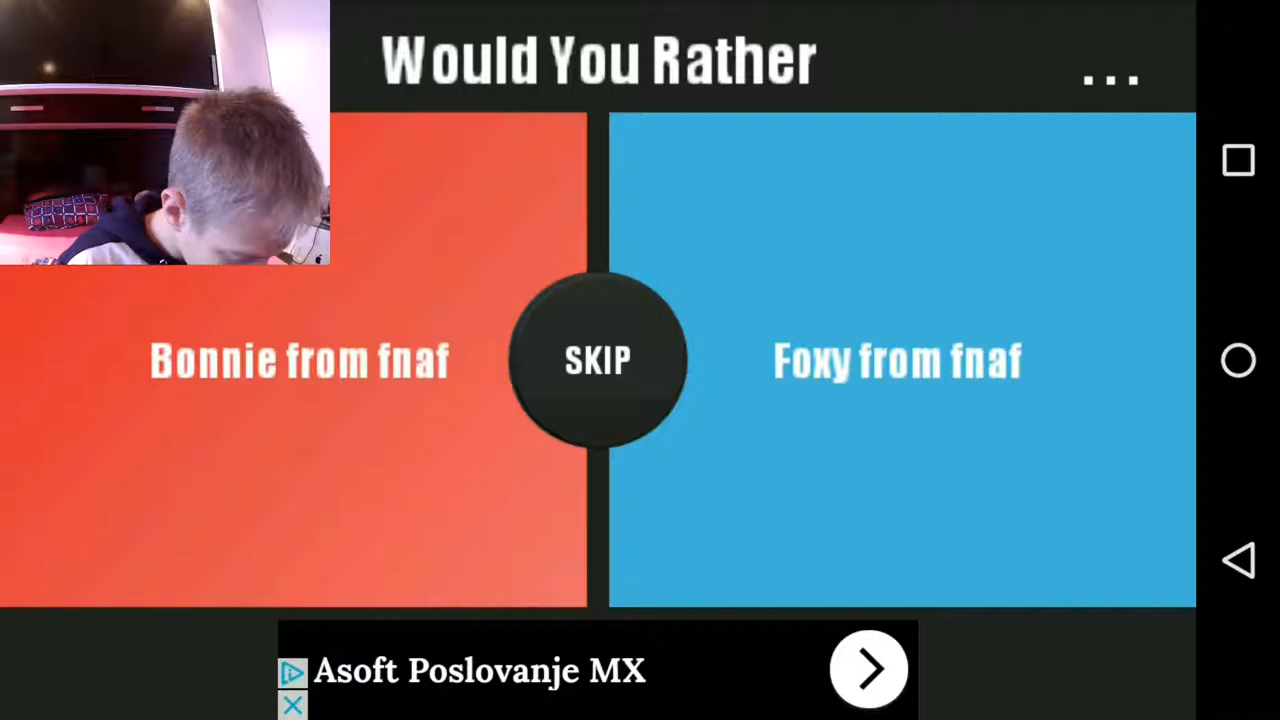 Would You Rather
...
Bonnie from fnaf
SKIP
Foxy from fnaf
Asoft Poslovanje MX